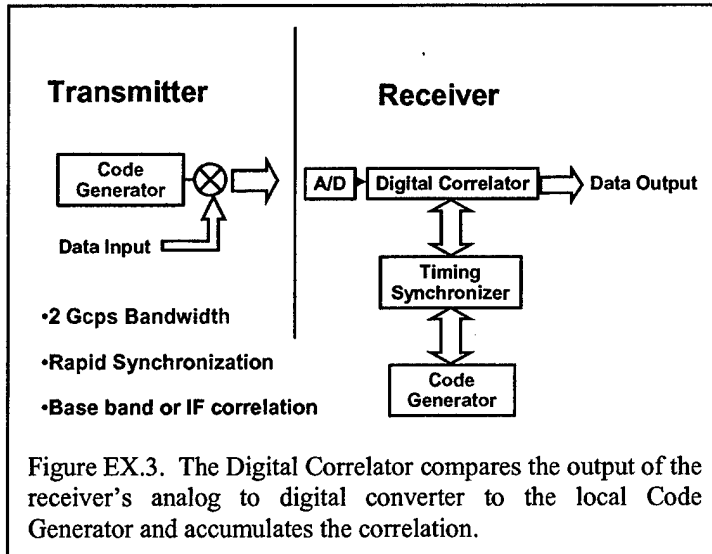 Transmitter
Receiver
Code
Generator
Data Input
A/D
Digital Correlator
Data Output
Timing
Synchronizer
Code
Generator
•2 Gcps Bandwidth
•Rapid Synchronization
•Base band or IF correlation
Figure EX.3. The Digital Correlator compares the output of the
receiver's analog to digital converter to the local Code
Generator and accumulates the correlation.